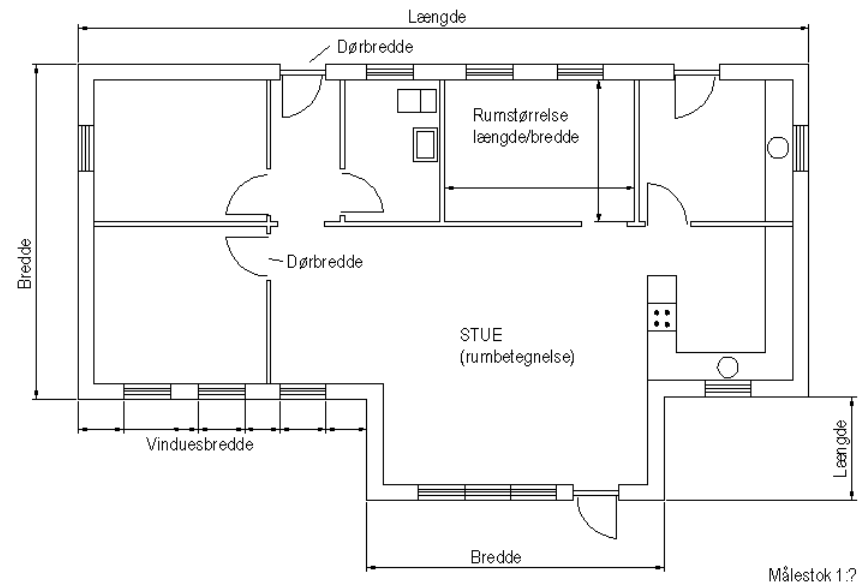 Længde
Dørbredde
Rumstørrelse
længde/bredde
Bredde
Dørbredde
STUE
(rumbetegnelse)
Vinduesbredde
Længde
Bredde
Målestok 1:?